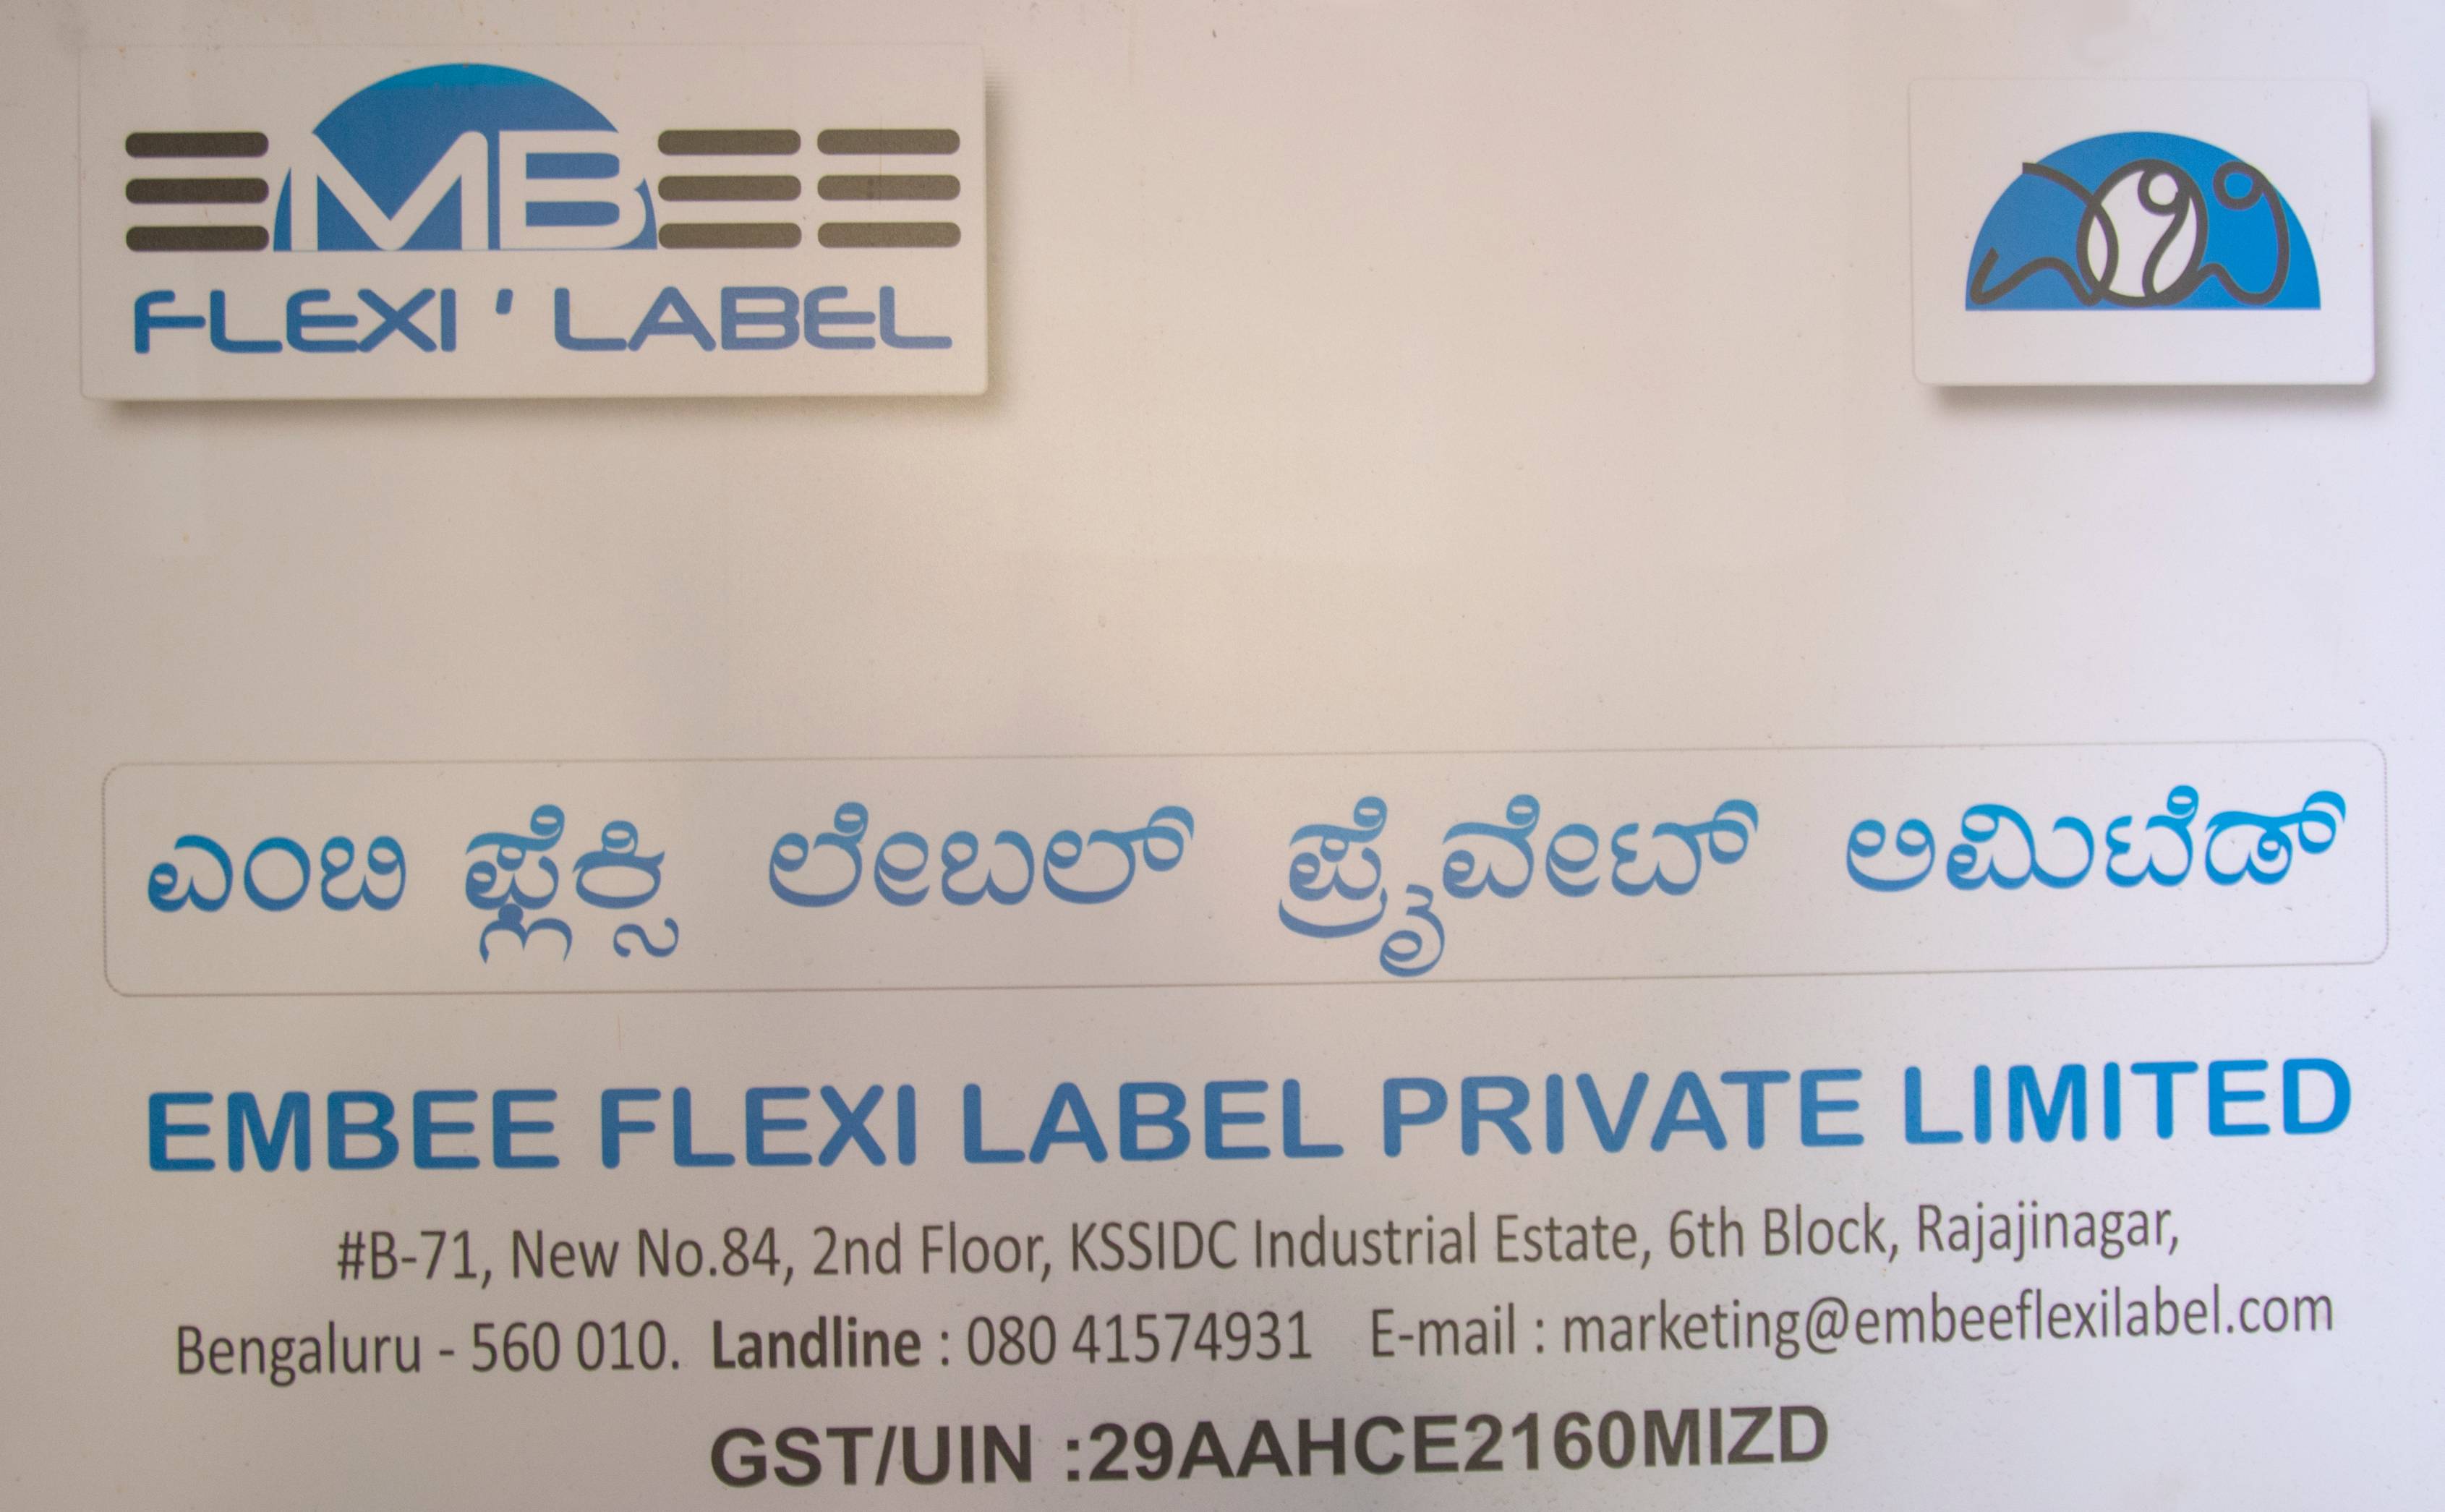 EMBEE
FLEXI ' LABEL
ಎಂಬಿ
ಎಂಬಿ ಫ್ಲೆಕ್ಸಿ ಲೇಬಲ್ ಪ್ರೈವೇಟ್ ಲಿಮಿಟೆಡ್
EMBEE FLEXI LABEL PRIVATE LIMITED
#B-71, New No.84, 2nd Floor, KSSIDC Industrial Estate, 6th Block, Rajajinagar,
Bengaluru - 560 010. Landline : 080 41574931 E-mail : marketing@embeeflexilabel.com
GST/UIN :29AAHCE2160MIZD